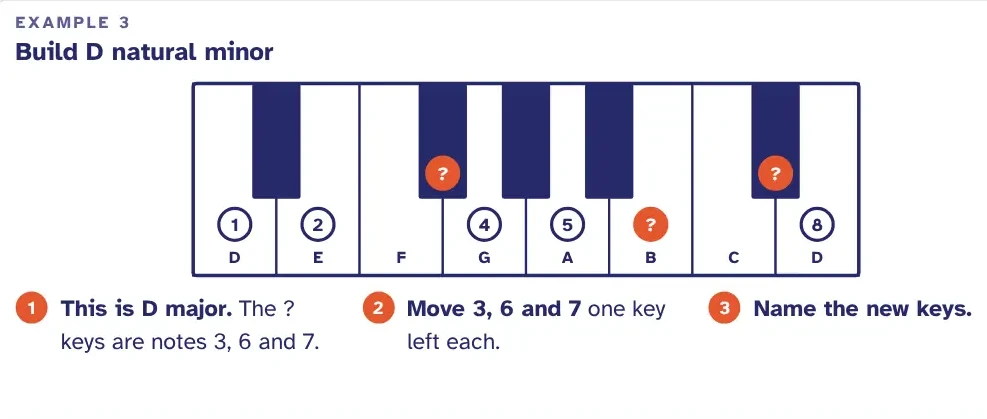 EXAMPLE 3
Build D natural minor
? ?
1 2 4 5 ? 8
D E F G A B C D
1 This is D major. The ?
keys are notes 3, 6 and 7.
2 Move 3, 6 and 7 one key
left each.
3 Name the new keys.